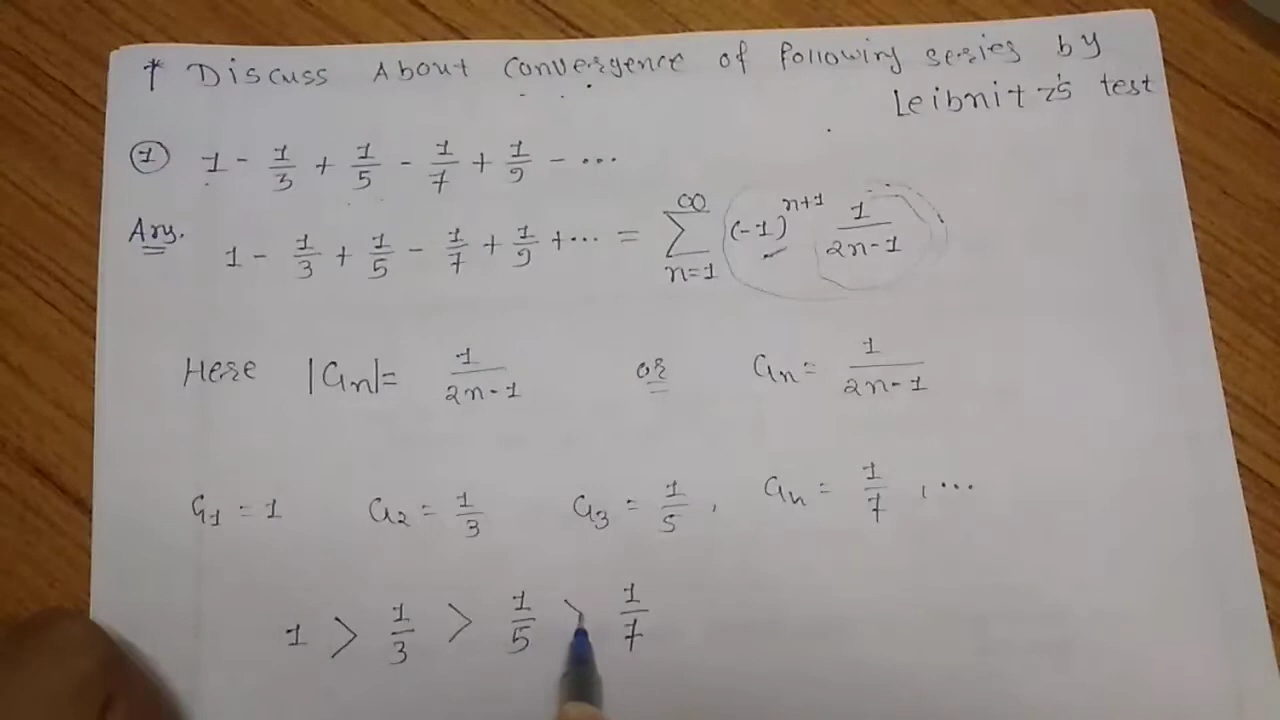 * Discuss About Convergence of following series by
Leibnitz's test
① 1 - 1/3 + 1/5 - 1/7 + 1/9 - ...
Ans. 1 - 1/3 + 1/5 - 1/7 + 1/9 + ... = ∑_{n=1}^{∞} (-1)^{n+1} 1/(2n-1)
Here |an| = 1/(2n-1) or an = 1/(2n-1)
a1 = 1 a2 = 1/3 a3 = 1/5 , an = 1/7 , ...
1 > 1/3 > 1/5 > 1/7